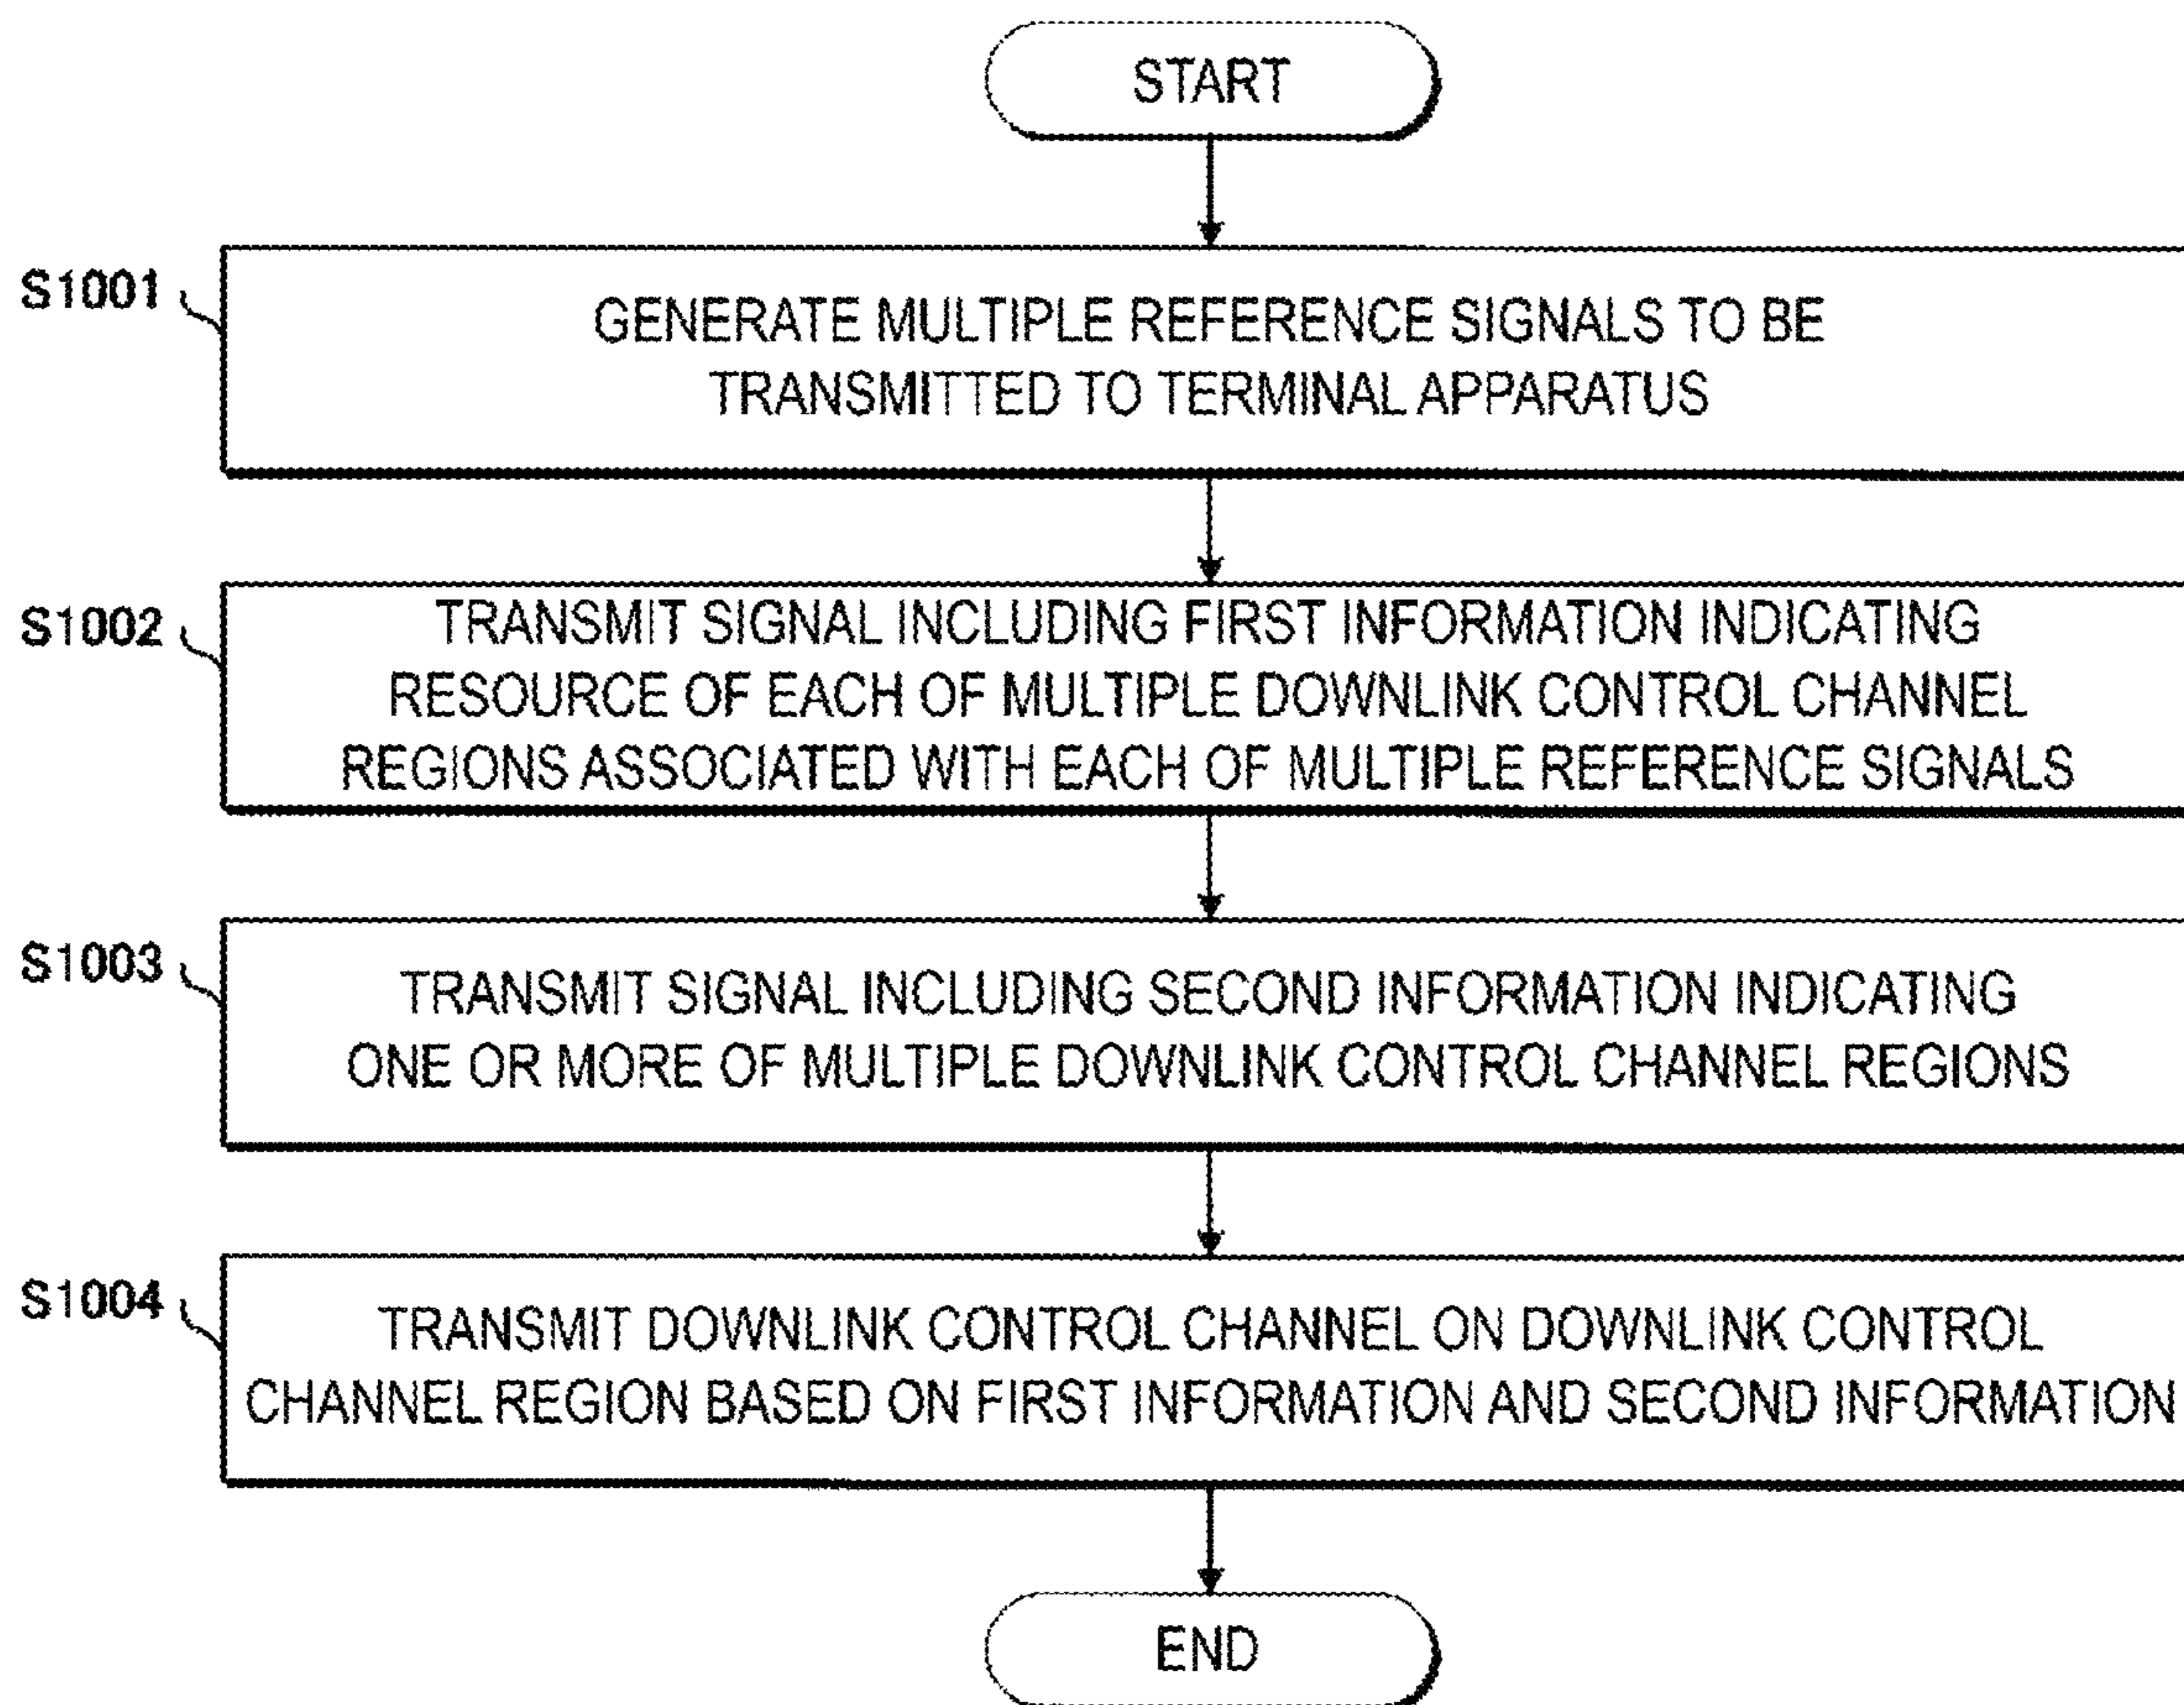 START
S1001
GENERATE MULTIPLE REFERENCE SIGNALS TO BE
TRANSMITTED TO TERMINAL APPARATUS
S1002
TRANSMIT SIGNAL INCLUDING FIRST INFORMATION INDICATING
RESOURCE OF EACH OF MULTIPLE DOWNLINK CONTROL CHANNEL
REGIONS ASSOCIATED WITH EACH OF MULTIPLE REFERENCE SIGNALS
S1003
TRANSMIT SIGNAL INCLUDING SECOND INFORMATION INDICATING
ONE OR MORE OF MULTIPLE DOWNLINK CONTROL CHANNEL REGIONS
S1004
TRANSMIT DOWNLINK CONTROL CHANNEL ON DOWNLINK CONTROL
CHANNEL REGION BASED ON FIRST INFORMATION AND SECOND INFORMATION
END